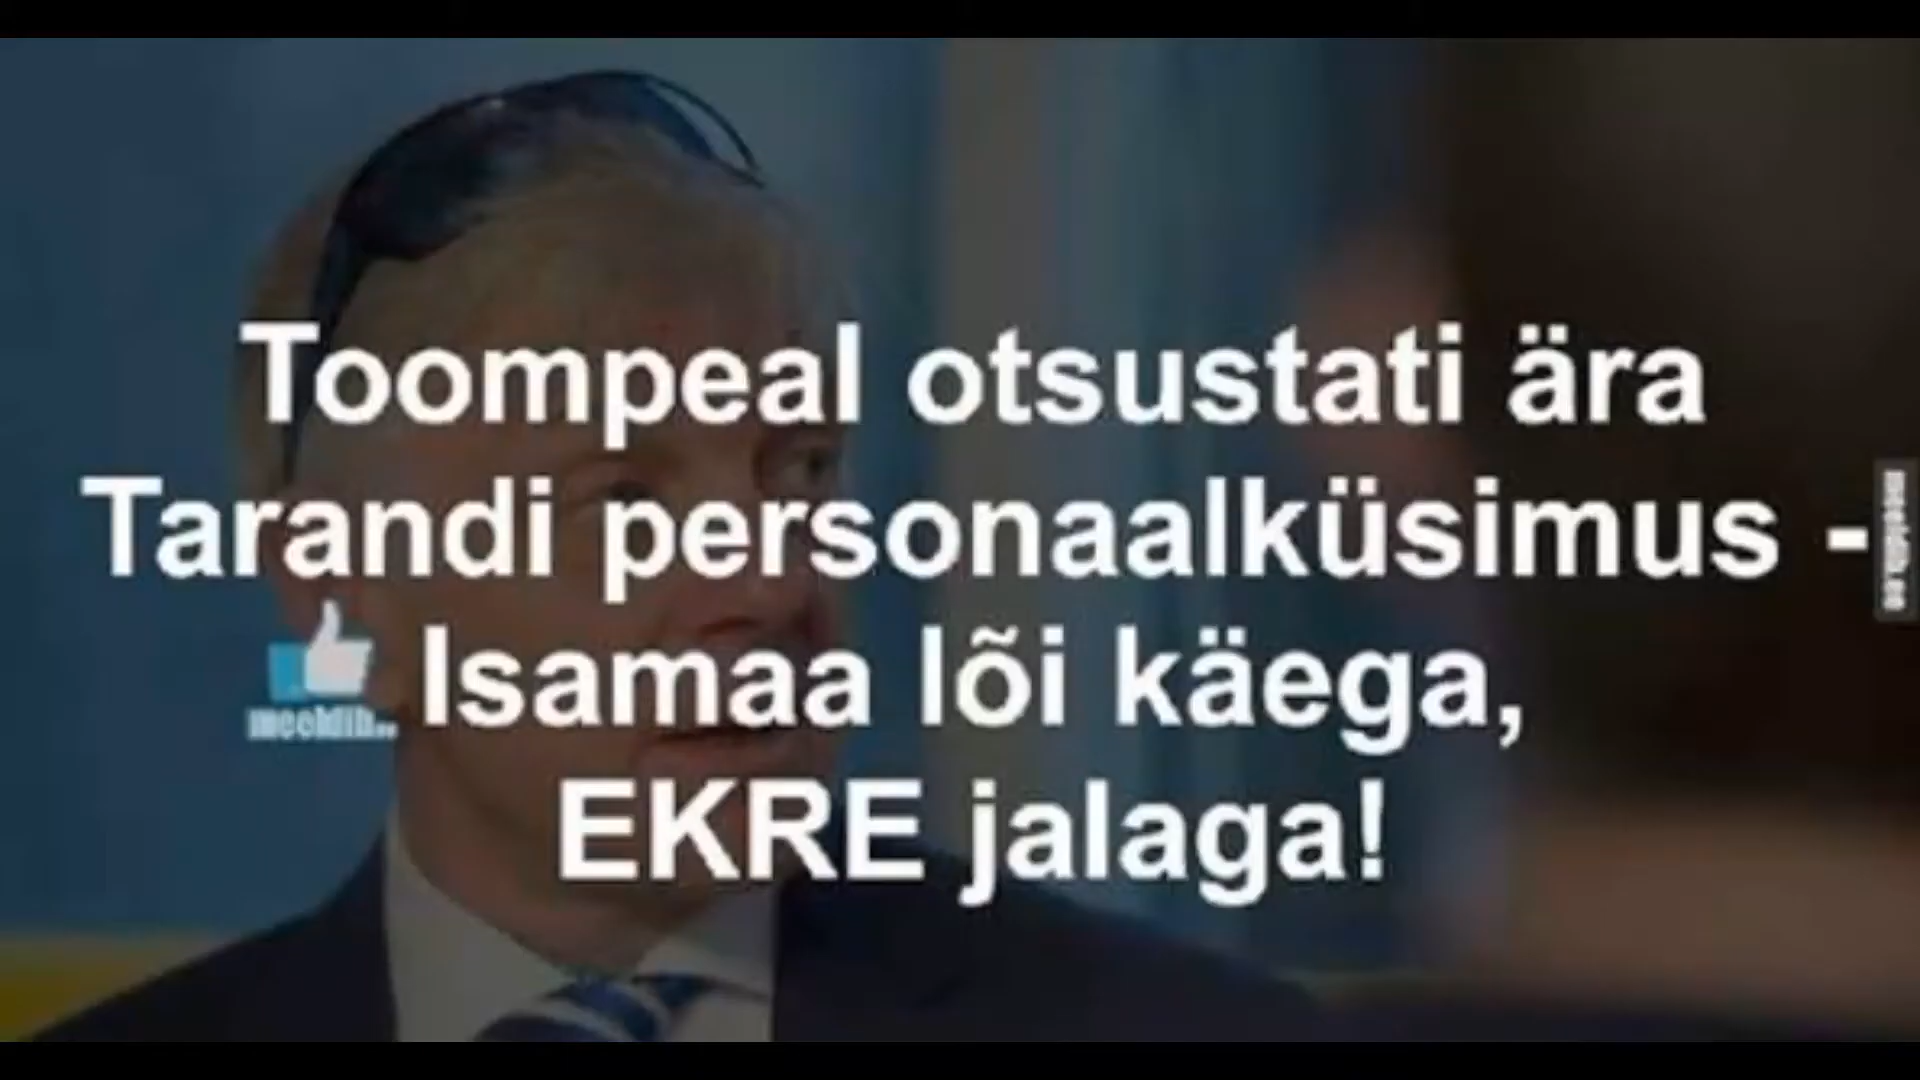 Toompeal otsustati ära
Tarandi personaalküsimus -
Isamaa lõi käega,
EKRE jalaga!